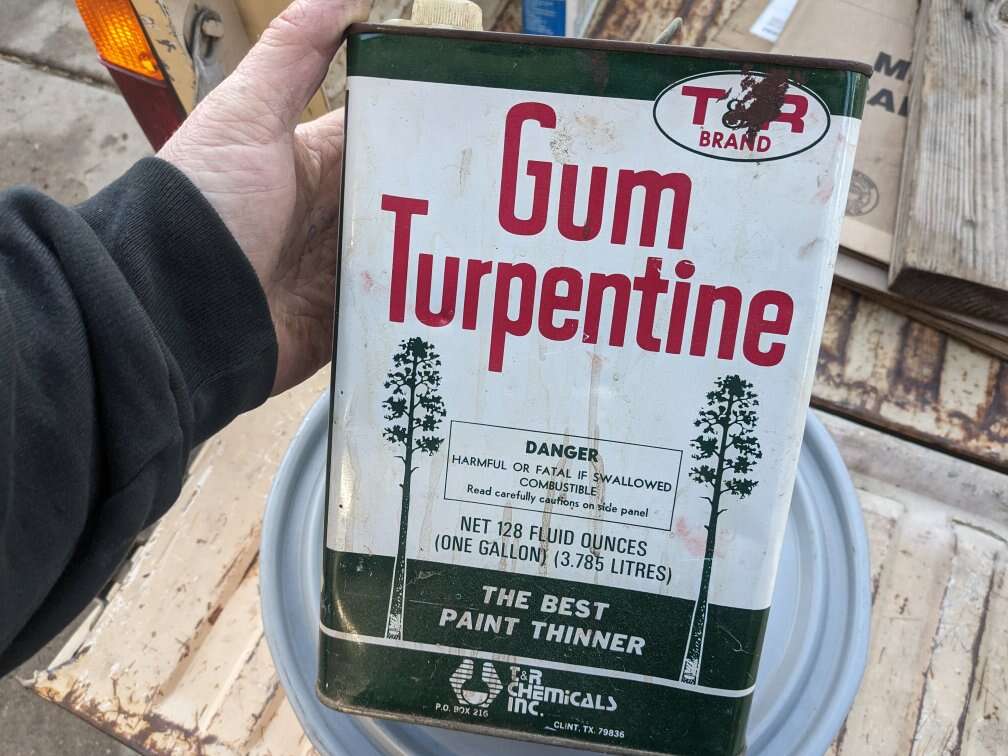 T&R
BRAND
Gum
Turpentine
DANGER
HARMFUL OR FATAL IF SWALLOWED
COMBUSTIBLE
Read carefully cautions on side panel
NET 128 FLUID OUNCES
(ONE GALLON) (3.785 LITRES)
THE BEST
PAINT THINNER
T&R
CHEMICALS
INC.
P.O. BOX 216
CLINT, TX. 79836